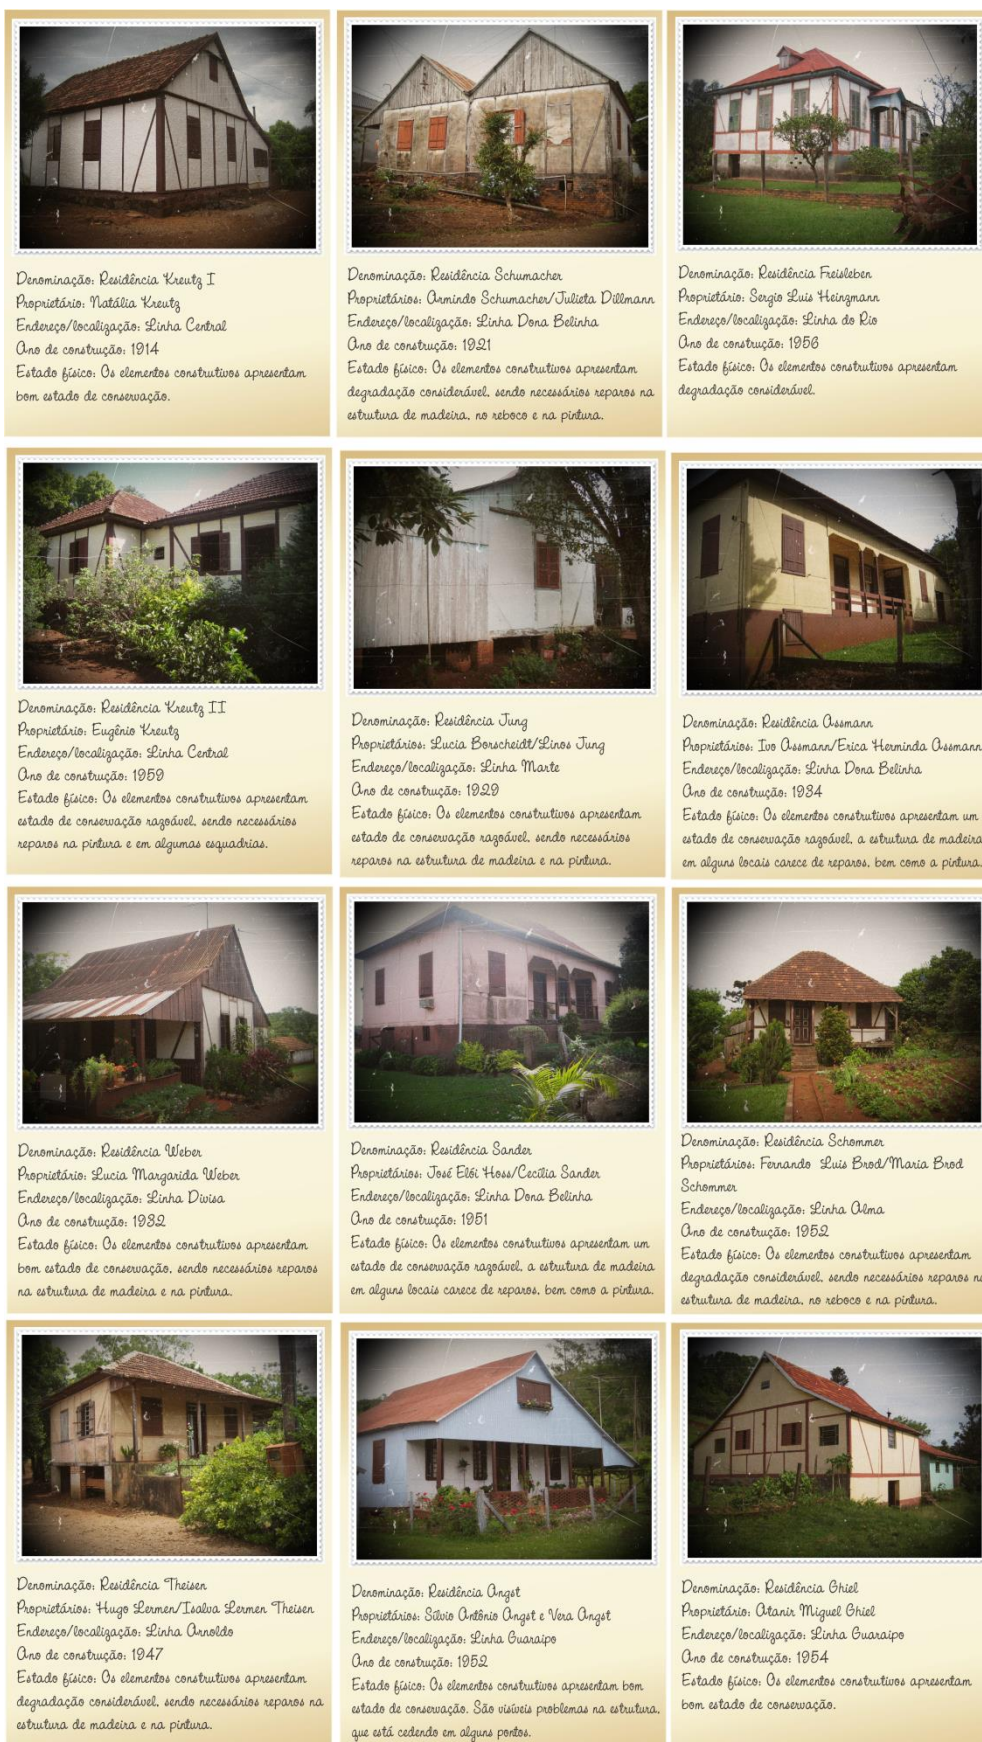 Denominação: Residência Kreutz I
Proprietário: Natália Kreutz
Endereço/localização: Linha Central
Ano de construção: 1914
Estado físico: Os elementos construtivos apresentam
bom estado de conservação.
Denominação: Residência Schumacher
Proprietários: Armindo Schumacher/Julieta Dillmann
Endereço/localização: Linha Dona Belinha
Ano de construção: 1921
Estado físico: Os elementos construtivos apresentam
degradação considerável, sendo necessários reparos na
estrutura de madeira, no reboco e na pintura.
Denominação: Residência Freisleben
Proprietário: Sergio Luis Heinzmann
Endereço/localização: Linha do Rio
Ano de construção: 1956
Estado físico: Os elementos construtivos apresentam
degradação considerável.
Denominação: Residência Kreutz II
Proprietário: Eugênio Kreutz
Endereço/localização: Linha Central
Ano de construção: 1959
Estado físico: Os elementos construtivos apresentam
estado de conservação razoável, sendo necessários
reparos na pintura e em algumas esquadrias.
Denominação: Residência Jung
Proprietários: Lucia Borscheidt/Linos Jung
Endereço/localização: Linha Marte
Ano de construção: 1929
Estado físico: Os elementos construtivos apresentam
estado de conservação razoável, sendo necessários
reparos na estrutura de madeira e na pintura.
Denominação: Residência Assmann
Proprietários: Ivo Assmann/Erica Herminda Assmann
Endereço/localização: Linha Dona Belinha
Ano de construção: 1934
Estado físico: Os elementos construtivos apresentam um
estado de conservação razoável, a estrutura de madeira
em alguns locais carece de reparos, bem como a pintura.
Denominação: Residência Weber
Proprietário: Lucia Margarida Weber
Endereço/localização: Linha Divisa
Ano de construção: 1932
Estado físico: Os elementos construtivos apresentam
bom estado de conservação, sendo necessários reparos
na estrutura de madeira e na pintura.
Denominação: Residência Sander
Proprietários: José Elói Hoss/Cecília Sander
Endereço/localização: Linha Dona Belinha
Ano de construção: 1951
Estado físico: Os elementos construtivos apresentam um
estado de conservação razoável, a estrutura de madeira
em alguns locais carece de reparos, bem como a pintura.
Denominação: Residência Schommer
Proprietários: Fernando Luis Brod/Maria Brod
Schommer
Endereço/localização: Linha Alma
Ano de construção: 1952
Estado físico: Os elementos construtivos apresentam
degradação considerável, sendo necessários reparos na
estrutura de madeira, no reboco e na pintura.
Denominação: Residência Theisen
Proprietários: Hugo Lermen/Isalva Lermen Theisen
Endereço/localização: Linha Arnoldo
Ano de construção: 1947
Estado físico: Os elementos construtivos apresentam
degradação considerável, sendo necessários reparos na
estrutura de madeira e na pintura.
Denominação: Residência Angst
Proprietários: Silvio Antônio Angst e Vera Angst
Endereço/localização: Linha Guaraipo
Ano de construção: 1952
Estado físico: Os elementos construtivos apresentam bom
estado de conservação. São visíveis problemas na estrutura,
que está cedendo em alguns pontos.
Denominação: Residência Ghiel
Proprietário: Atanir Miguel Ghiel
Endereço/localização: Linha Guaraipo
Ano de construção: 1954
Estado físico: Os elementos construtivos apresentam
bom estado de conservação.